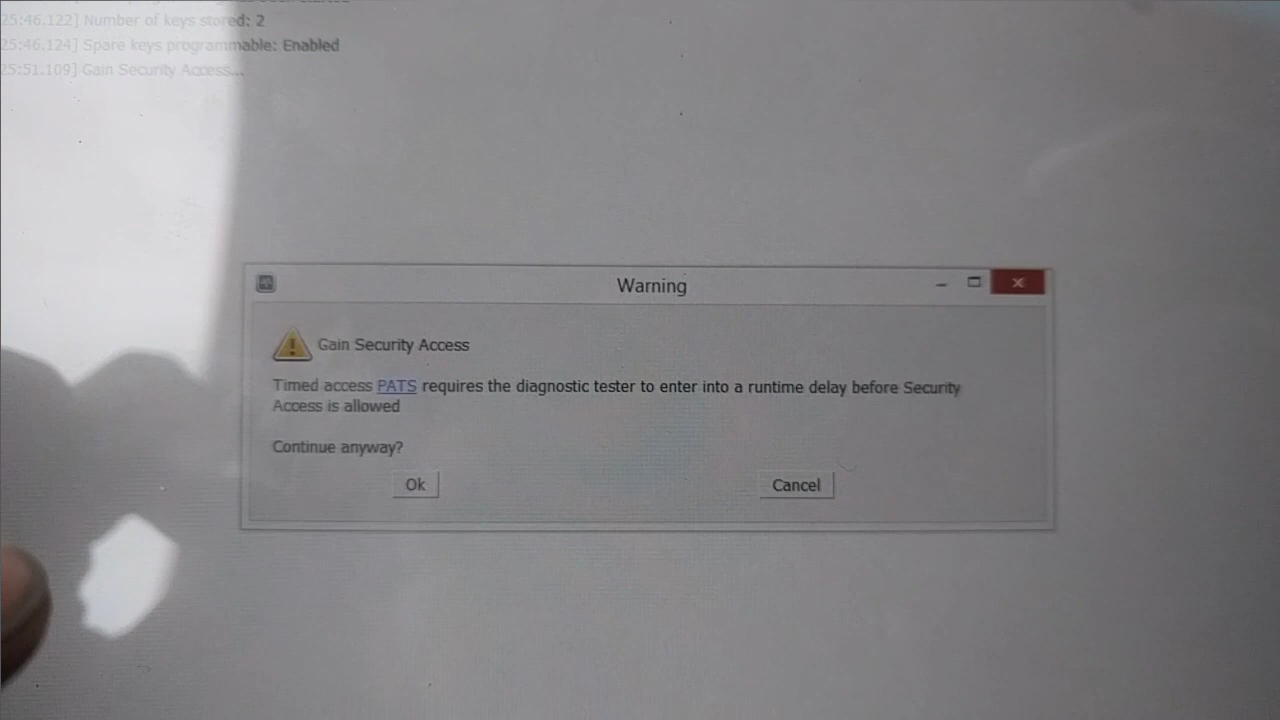 25:46.122] Number of keys stored: 2
25:46.124] Spare keys programmable: Enabled
25:51.109] Gain Security Access...
Warning
Gain Security Access
Timed access PATS requires the diagnostic tester to enter into a runtime delay before Security
Access is allowed
Continue anyway?
Ok
Cancel